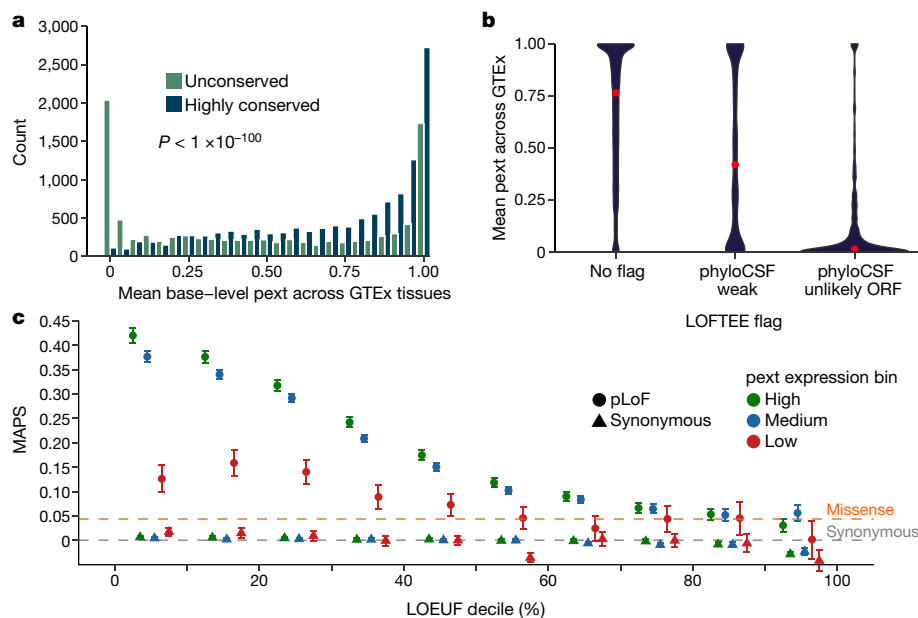 a
3,000
2,500
2,000
1,500
1,000
500
0
Count
Unconserved
Highly conserved
P < 1 ×10⁻¹⁰⁰
0
0.25
0.50
0.75
1.00
Mean base–level pext across GTEx tissues
b
1.00
0.75
0.50
0.25
0
Mean pext across GTEx
No flag
phyloCSF
weak
phyloCSF
unlikely ORF
LOFTEE flag
c
0.45
0.40
0.35
0.30
0.25
0.20
0.15
0.10
0.05
0
MAPS
pLoF
Synonymous
pext expression bin
High
Medium
Low
Missense
Synonymous
0
20
40
60
80
100
LOEUF decile (%)